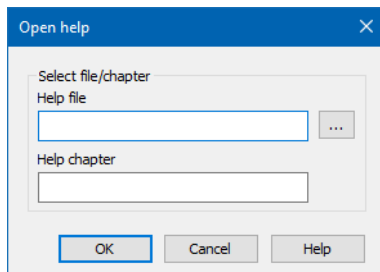 Open help
Select file/chapter
Help file
...
Help chapter
OK Cancel Help